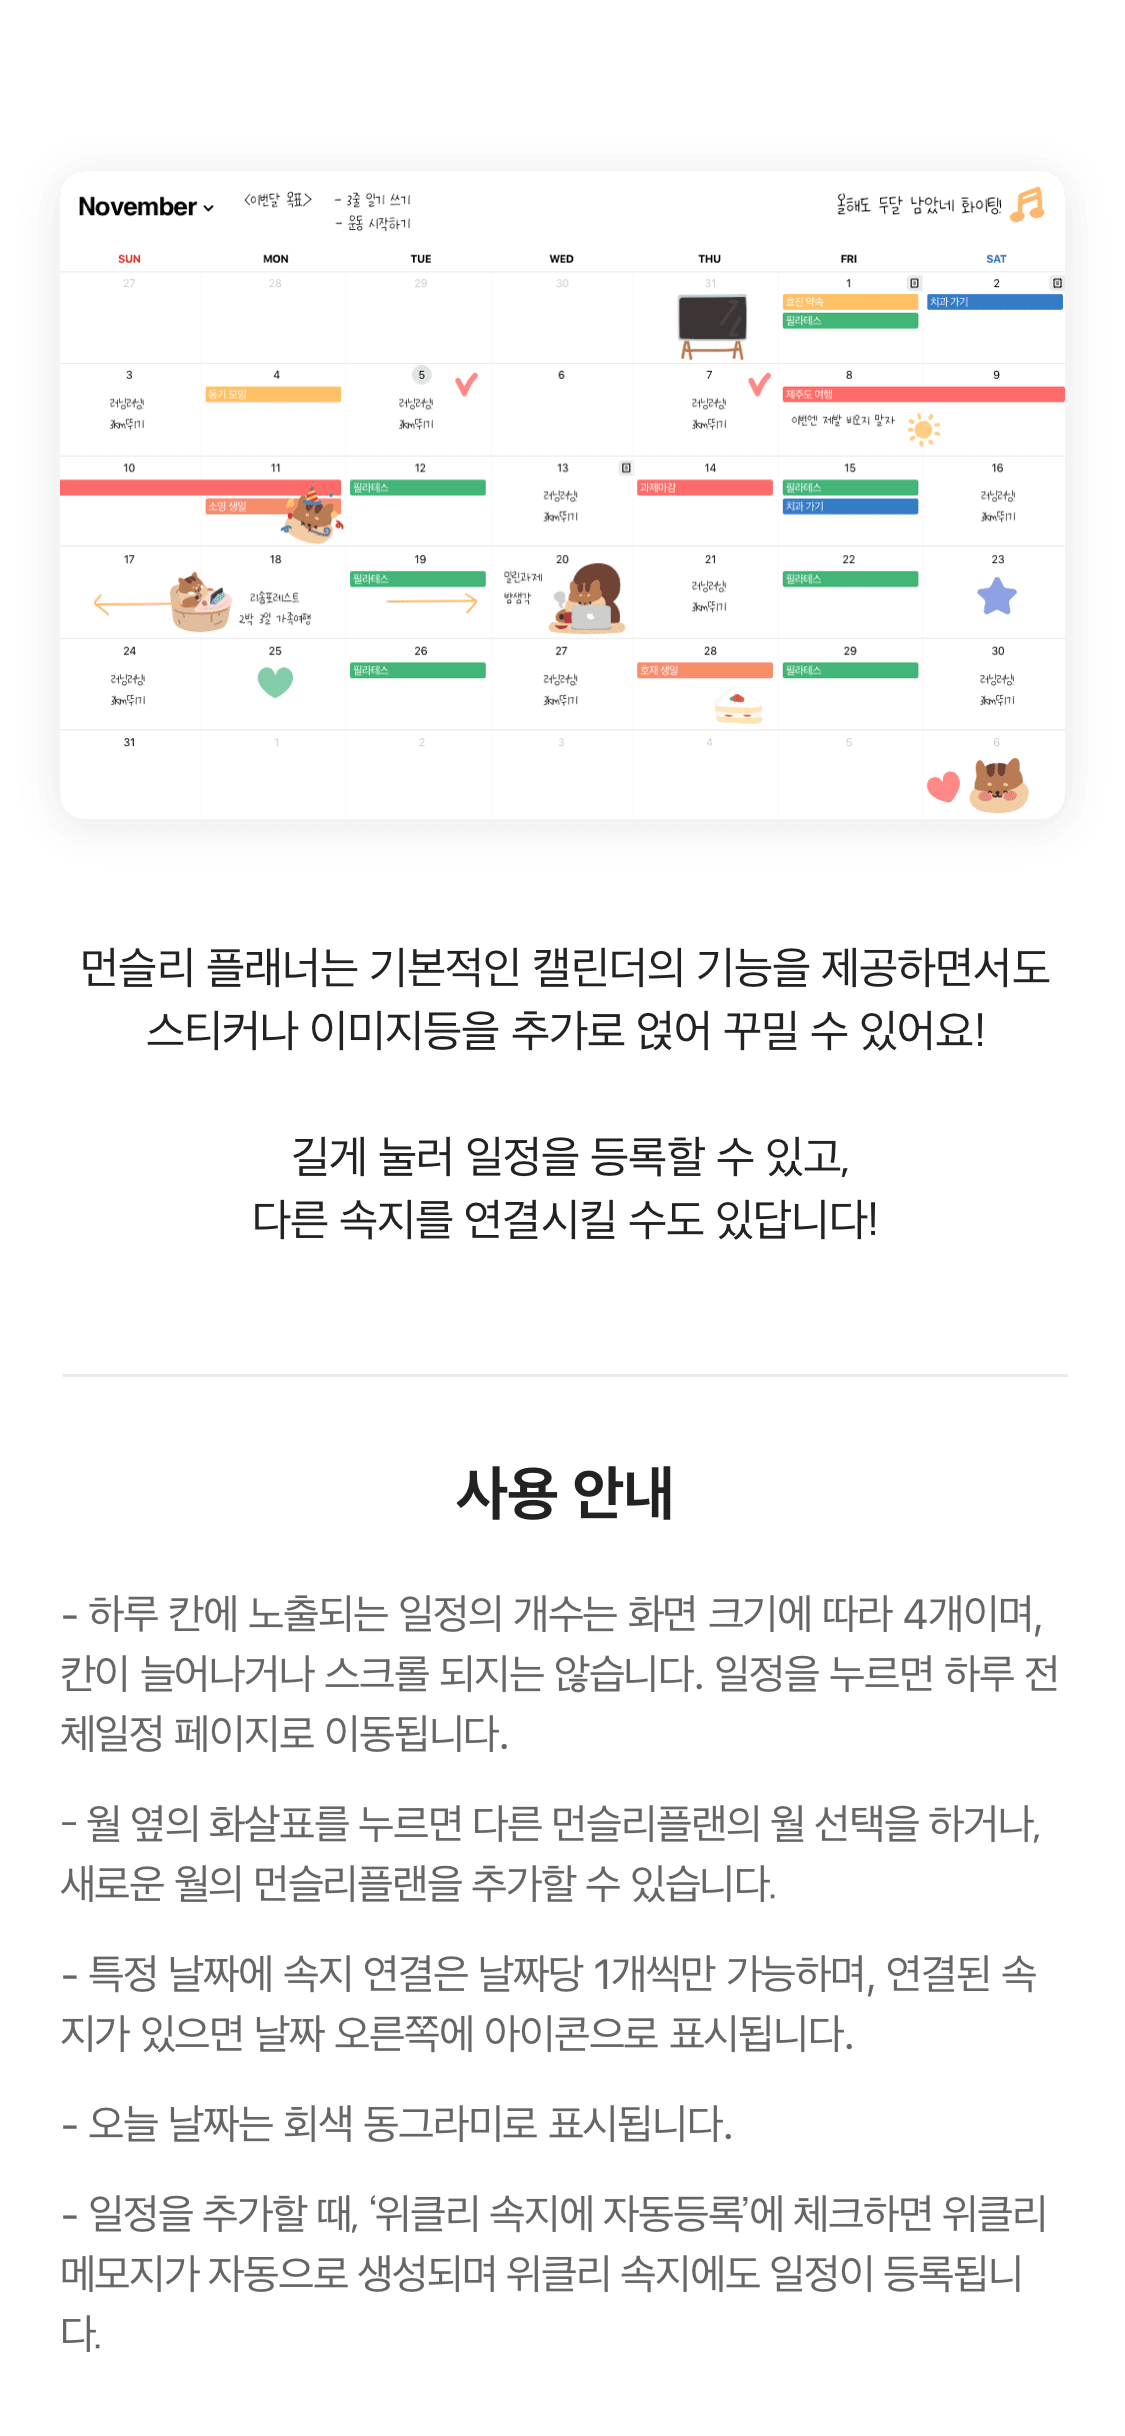 November
<이번달 목표>
- 3줄 일기 쓰기
- 운동 시작하기
올해도 두달 남았네 화이팅!
SUN MON TUE WED THU FRI SAT
27 28 29 30 31 1 2
효진 약속
필라테스
치과 가기
3 4 5 6 7 8 9
러닝러닝!
3km뛰기
동기 모임
러닝러닝!
3km뛰기
러닝러닝!
3km뛰기
제주도 여행
이번엔 제발 비오지 말자
10 11 12 13 14 15 16
소영 생일
필라테스
러닝러닝!
3km뛰기
과제마감
필라테스
치과 가기
러닝러닝!
3km뛰기
17 18 19 20 21 22 23
리솜포레스트
2박 3일 가족여행
필라테스
밀린과제
밤샘각
러닝러닝!
3km뛰기
필라테스
24 25 26 27 28 29 30
러닝러닝!
3km뛰기
필라테스
러닝러닝!
3km뛰기
호재 생일
필라테스
러닝러닝!
3km뛰기
31 1 2 3 4 5 6
먼슬리 플래너는 기본적인 캘린더의 기능을 제공하면서도
스티커나 이미지등을 추가로 얹어 꾸밀 수 있어요!
길게 눌러 일정을 등록할 수 있고,
다른 속지를 연결시킬 수도 있답니다!
사용 안내
- 하루 칸에 노출되는 일정의 개수는 화면 크기에 따라 4개이며,
칸이 늘어나거나 스크롤 되지는 않습니다. 일정을 누르면 하루 전
체일정 페이지로 이동됩니다.
- 월 옆의 화살표를 누르면 다른 먼슬리플랜의 월 선택을 하거나,
새로운 월의 먼슬리플랜을 추가할 수 있습니다.
- 특정 날짜에 속지 연결은 날짜당 1개씩만 가능하며, 연결된 속
지가 있으면 날짜 오른쪽에 아이콘으로 표시됩니다.
- 오늘 날짜는 회색 동그라미로 표시됩니다.
- 일정을 추가할 때, ‘위클리 속지에 자동등록’에 체크하면 위클리
메모지가 자동으로 생성되며 위클리 속지에도 일정이 등록됩니
다.